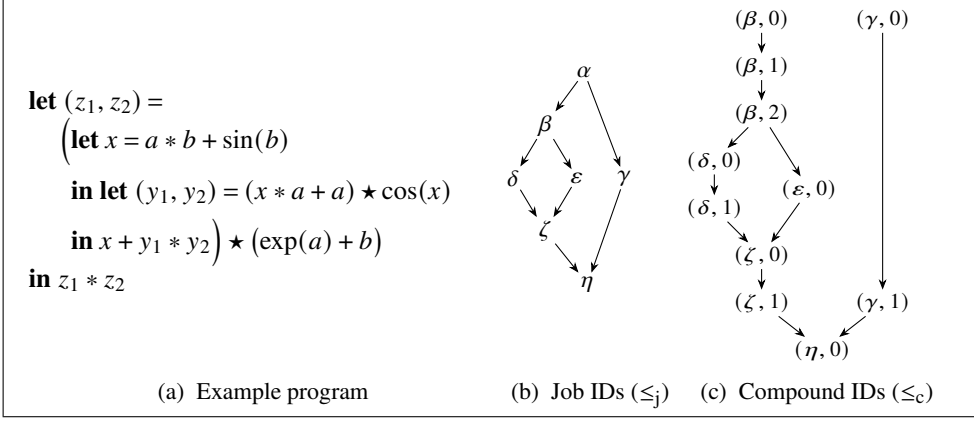 let (z₁, z₂) =
(let x = a ∗ b + sin(b)
in let (y₁, y₂) = (x ∗ a + a) ⋆ cos(x)
in x + y₁ ∗ y₂) ⋆ (exp(a) + b)
in z₁ ∗ z₂
(a) Example program
α
β
δ ε γ
ζ
η
(b) Job IDs (≤j)
(β, 0) (γ, 0)
(β, 1)
(β, 2)
(δ, 0)
(ε, 0)
(δ, 1)
(ζ, 0)
(ζ, 1) (γ, 1)
(η, 0)
(c) Compound IDs (≤c)